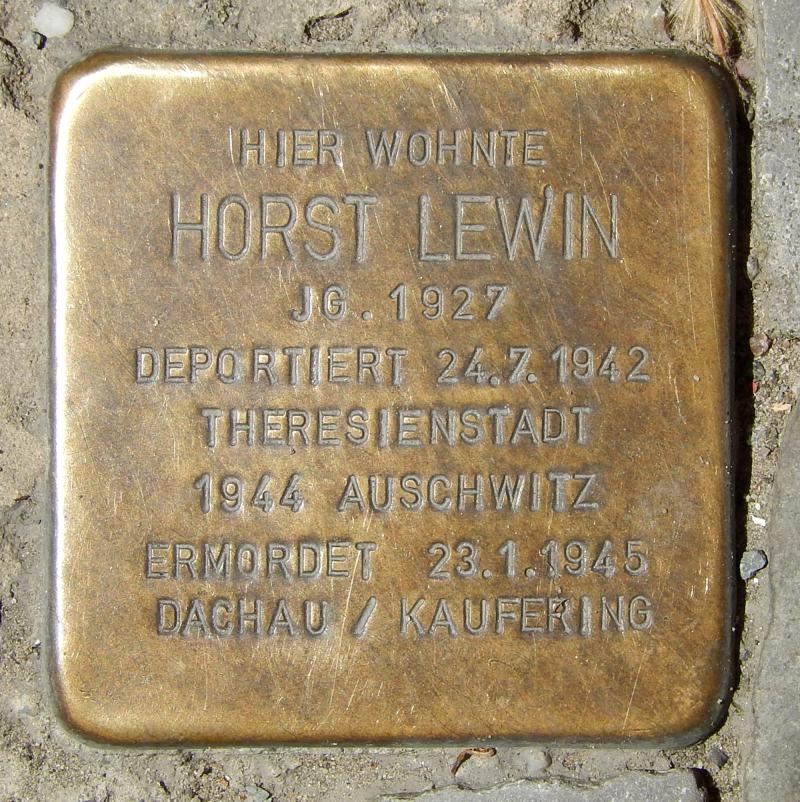 HIER WOHNTE
HORST LEWIN
JG. 1927
DEPORTIERT 24.7.1942
THERESIENSTADT
1944 AUSCHWITZ
ERMORDET 23.1.1945
DACHAU / KAUFERING